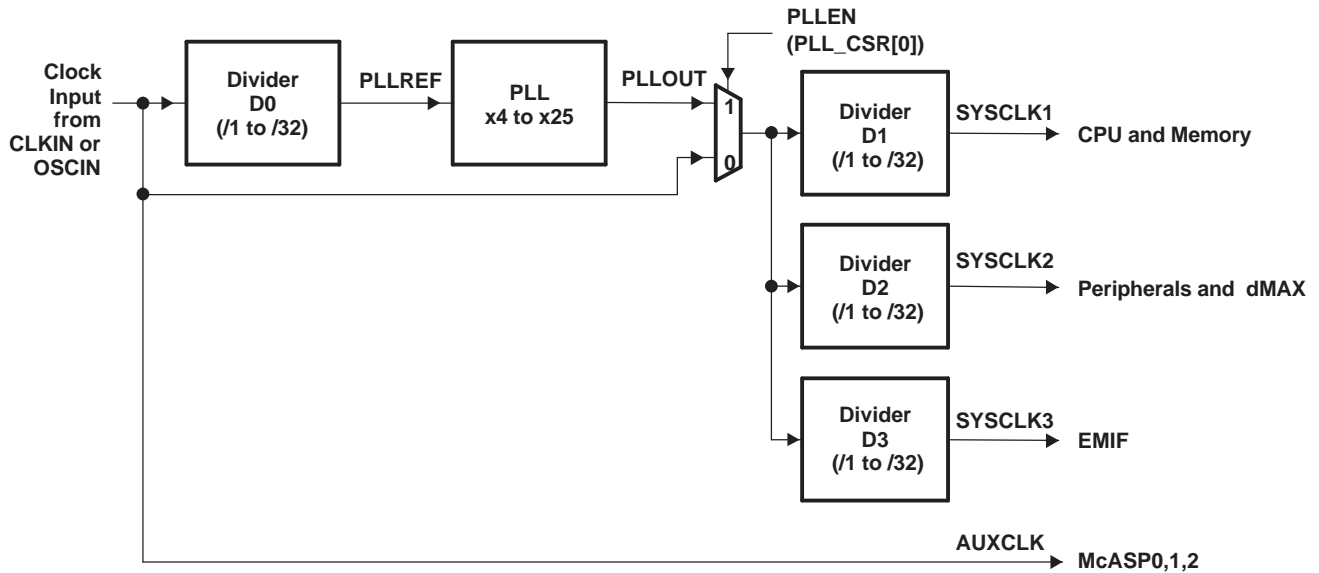 PLLEN
(PLL_CSR[0])
Clock
Input
from
CLKIN or
OSCIN
Divider
D0
(/1 to /32)
PLLREF
PLL
x4 to x25
PLLOUT
1
0
Divider
D1
(/1 to /32)
SYSCLK1
CPU and Memory
Divider
D2
(/1 to /32)
SYSCLK2
Peripherals and dMAX
Divider
D3
(/1 to /32)
SYSCLK3
EMIF
AUXCLK
McASP0,1,2